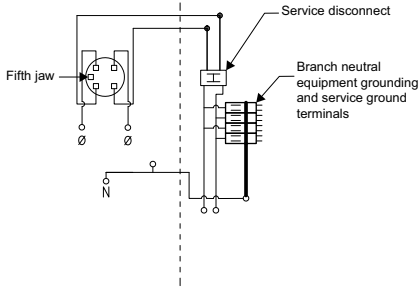 Service disconnect
Fifth jaw
Branch neutral
equipment grounding
and service ground
terminals
Ø
Ø
N